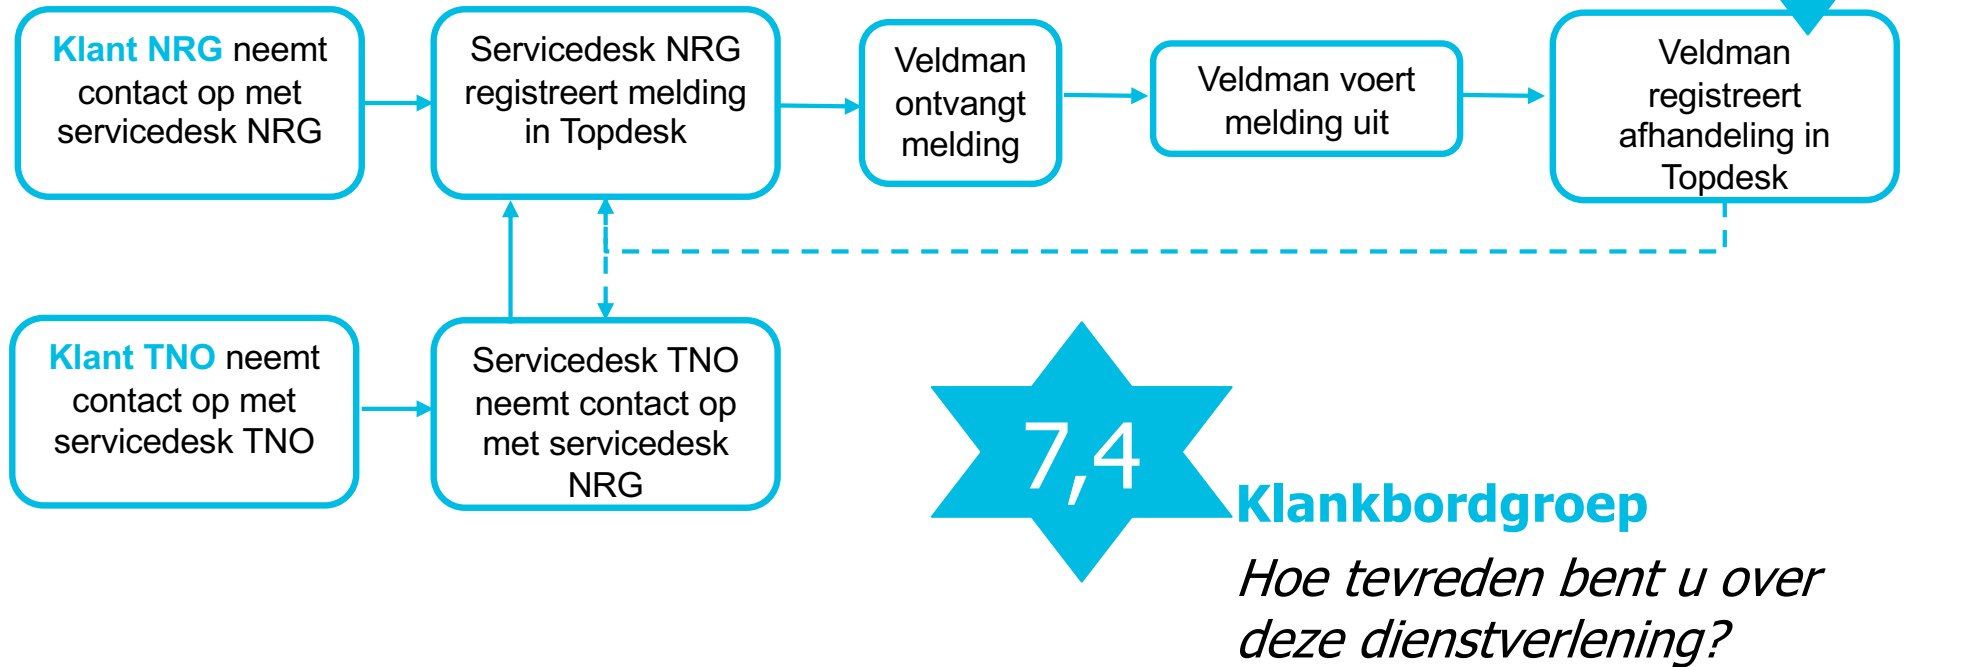 Klant NRG neemt
contact op met
servicedesk NRG
Servicedesk NRG
registreert melding
in Topdesk
Veldman
ontvangt
melding
Veldman voert
melding uit
Veldman
registreert
afhandeling in
Topdesk
Klant TNO neemt
contact op met
servicedesk TNO
Servicedesk TNO
neemt contact op
met servicedesk
NRG
7,4
Klankbordgroep
Hoe tevreden bent u over
deze dienstverlening?